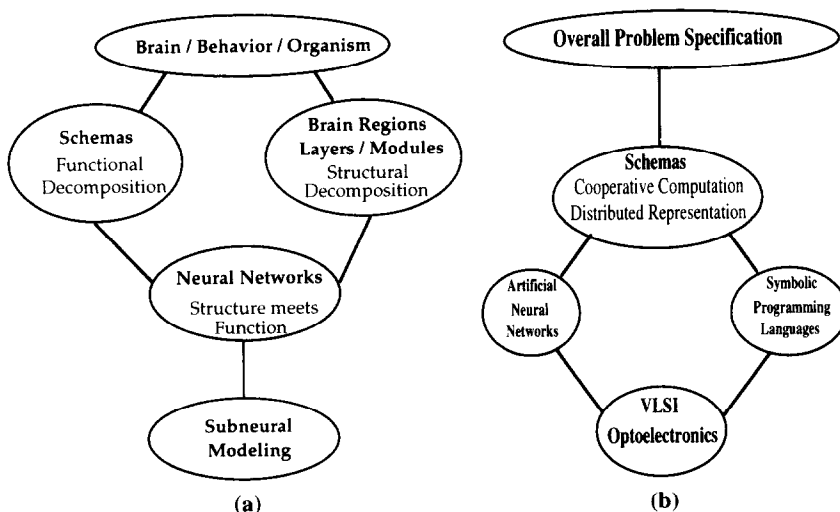 Brain / Behavior / Organism
Schemas
Functional
Decomposition
Brain Regions
Layers / Modules
Structural
Decomposition
Neural Networks
Structure meets
Function
Subneural
Modeling
(a)
Overall Problem Specification
Schemas
Cooperative Computation
Distributed Representation
Artificial
Neural
Networks
Symbolic
Programming
Languages
VLSI
Optoelectronics
(b)